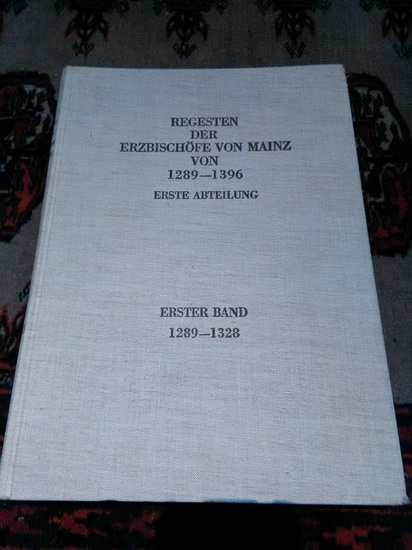 REGESTEN
DER
ERZBISCHÖFE VON MAINZ
VON
1289—1396
ERSTE ABTEILUNG
ERSTER BAND
1289—1328